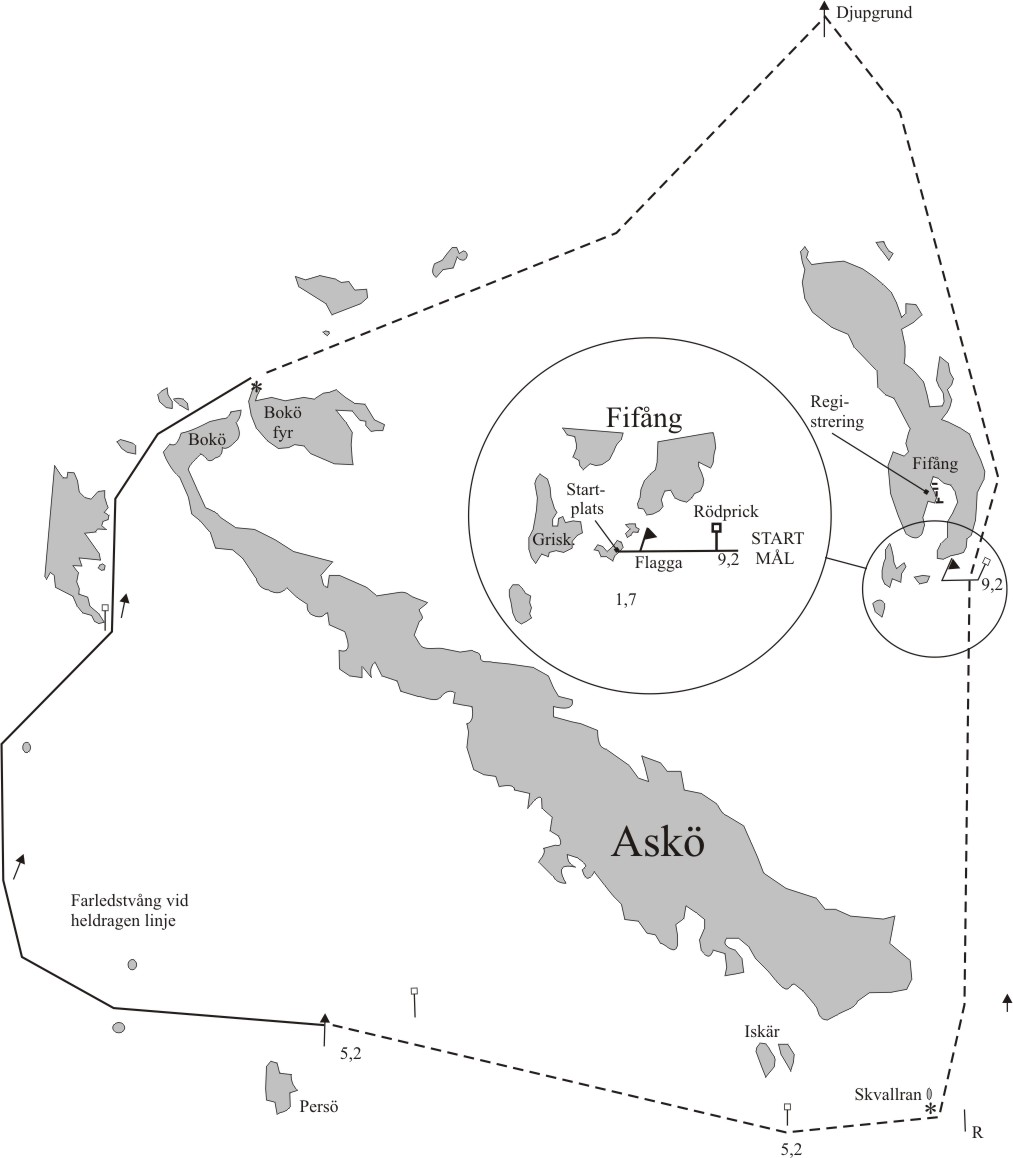 Djupgrund
Bokö
fyr
Bokö
Regi-
strering
Fifång
Fifång
Start-
plats
Rödprick
Grisk.
Flagga
9,2
START
MÅL
1,7
9,2
Askö
Farledstvång vid
heldragen linje
Iskär
5,2
Skvallran
Persö
R
5,2